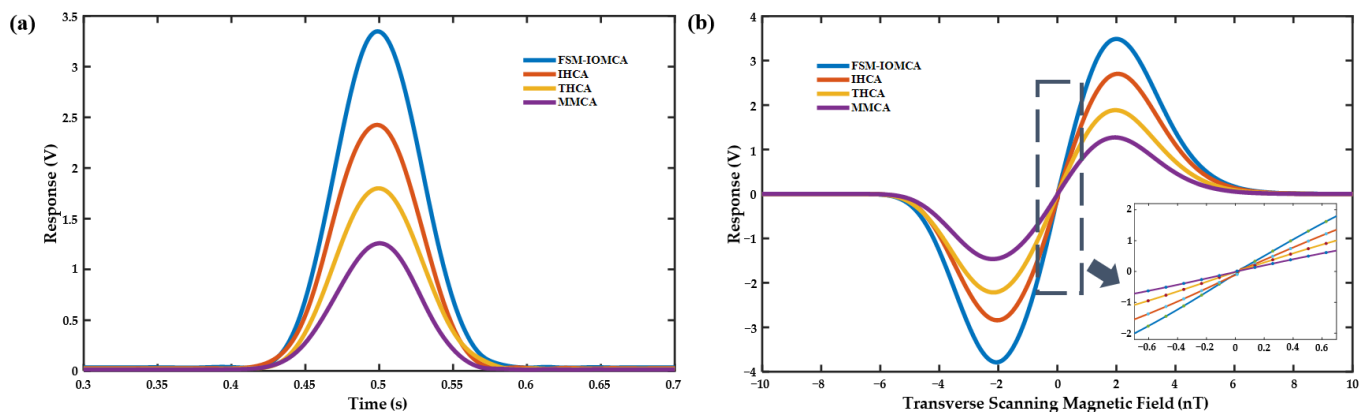 (a)
3.5
3
2.5
2
1.5
1
0.5
0
Response (V)
FSM-IOMCA
IHCA
THCA
MMCA
0.3 0.35 0.4 0.45 0.5 0.55 0.6 0.65 0.7
Time (s)
(b)
4
3
2
1
0
−1
−2
−3
−4
Response (V)
FSM-IOMCA
IHCA
THCA
MMCA
2
1
0
−1
−2
−0.6 −0.4 −0.2 0 0.2 0.4 0.6
−10 −8 −6 −4 −2 0 2 4 6 8 10
Transverse Scanning Magnetic Field (nT)